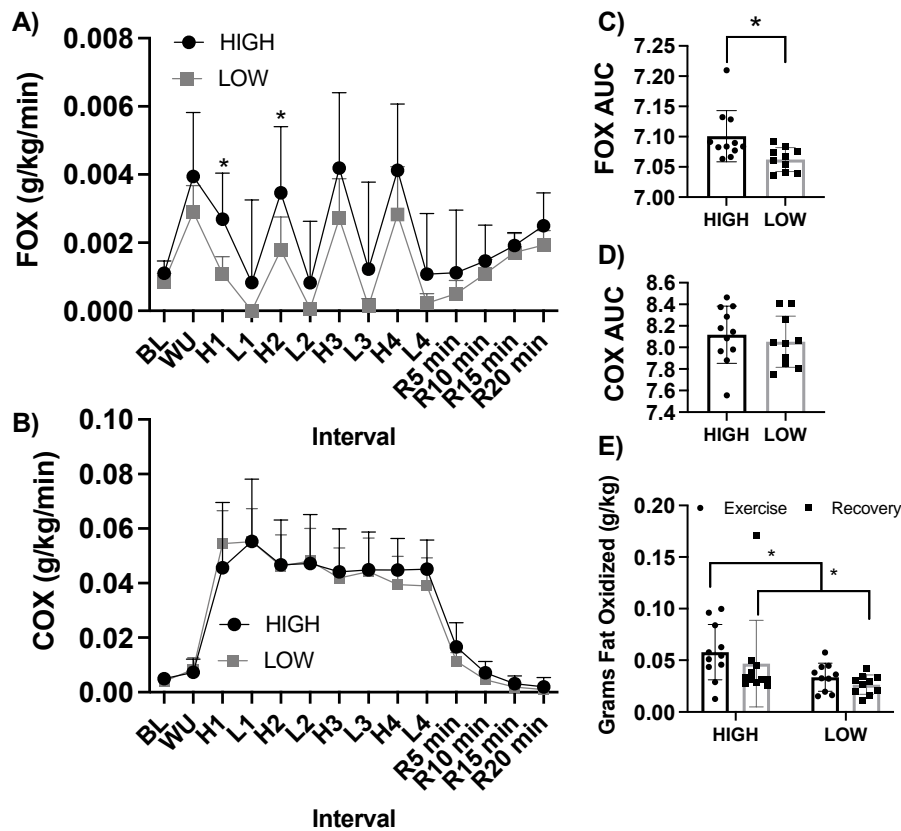 A)
FOX (g/kg/min)
0.008
0.006
0.004
0.002
0.000
HIGH
LOW
*
*
BL
WU
H1
L1
H2
L2
H3
L3
H4
L4
R5 min
R10 min
R15 min
R20 min
Interval
B)
COX (g/kg/min)
0.10
0.08
0.06
0.04
0.02
0.00
HIGH
LOW
BL
WU
H1
L1
H2
L2
H3
L3
H4
L4
R5 min
R10 min
R15 min
R20 min
Interval
C)
FOX AUC
7.25
7.20
7.15
7.10
7.05
7.00
*
HIGH
LOW
D)
COX AUC
8.6
8.4
8.2
8.0
7.8
7.6
7.4
HIGH
LOW
E)
Grams Fat Oxidized (g/kg)
0.20
0.15
0.10
0.05
0.00
Exercise
Recovery
*
*
HIGH
LOW